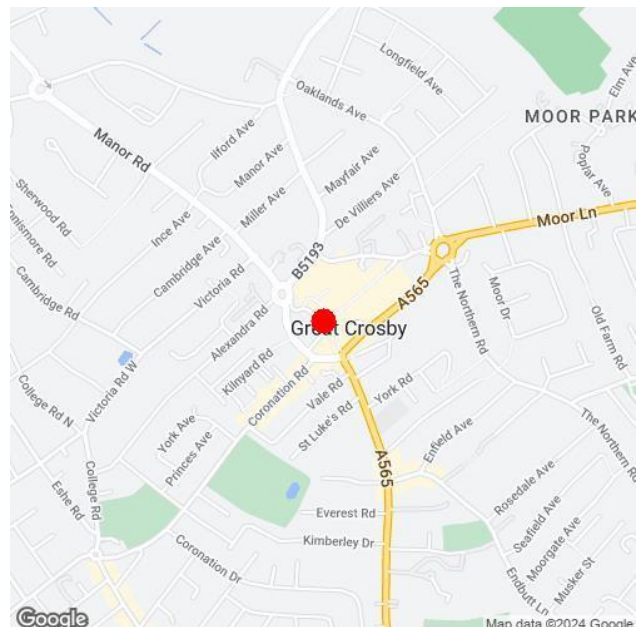 Longfield Ave
Elm Ave
Oaklands Ave
MOOR PARK
Ilford Ave
Manor Rd
Manor Ave
Mayfair Ave
Poplar Ave
Sherwood Rd
Miller Ave
De Villiers Ave
Moor Ln
Ince Ave
Cambridge Ave
B5193
Cambridge Rd
Victoria Rd
A565
The Northern Rd
Moor Dr
Alexandra Rd
Great Crosby
Old Farm Rd
Kilnyard Rd
Victoria Rd W
College Rd N
Coronation Rd
Vale Rd
York Rd
St Luke's Rd
York Ave
Princes Ave
Enfield Ave
The Northern Rd
A565
College Rd
Eshe Rd
Rosedale Ave
Everest Rd
Seafield Ave
Kimberley Dr
Moorgate Ave
Coronation Dr
Endbutt Ln
Musker St
Google
Map data ©2024 Google